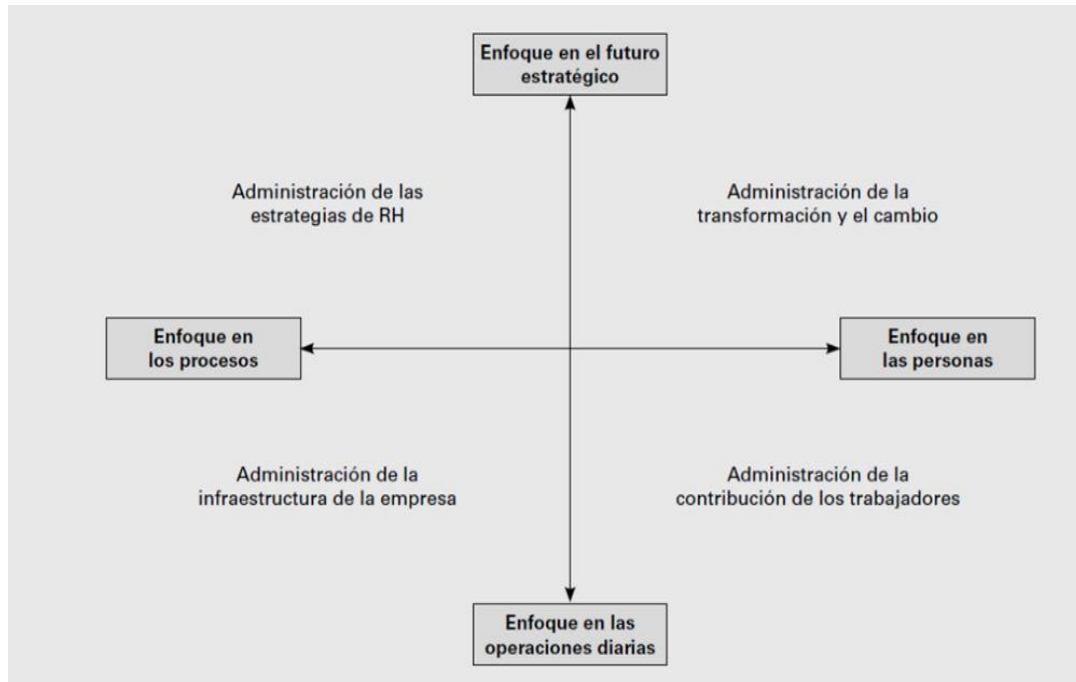 Enfoque en el futuro
estratégico
Administración de las
estrategias de RH
Administración de la
transformación y el cambio
Enfoque en
los procesos
Enfoque en
las personas
Administración de la
infraestructura de la empresa
Administración de la
contribución de los trabajadores
Enfoque en las
operaciones diarias